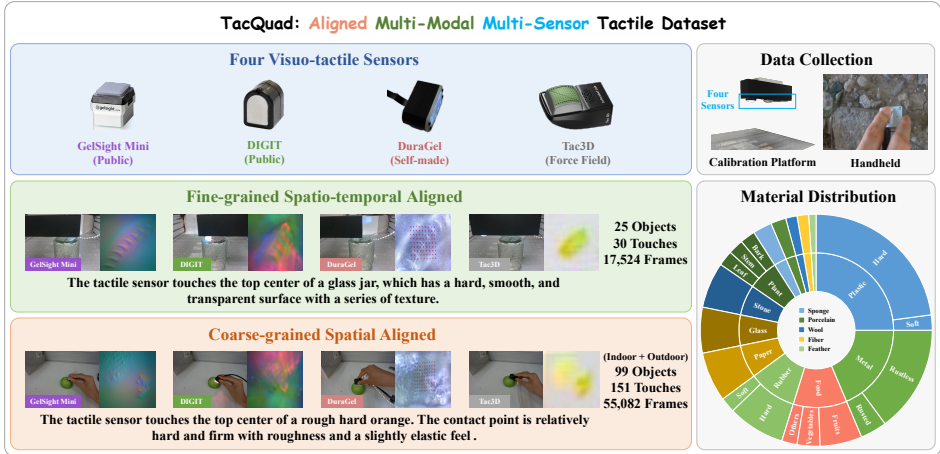 TacQuad: Aligned Multi-Modal Multi-Sensor Tactile Dataset
Four Visuo-tactile Sensors
GelSight Mini
(Public)
DIGIT
(Public)
DuraGel
(Self-made)
Tac3D
(Force Field)
Data Collection
Four
Sensors
Calibration Platform
Handheld
Fine-grained Spatio-temporal Aligned
GelSight Mini
DIGIT
DuraGel
Tac3D
25 Objects
30 Touches
17,524 Frames
The tactile sensor touches the top center of a glass jar, which has a hard, smooth, and
transparent surface with a series of texture.
Coarse-grained Spatial Aligned
GelSight Mini
DIGIT
DuraGel
Tac3D
(Indoor + Outdoor)
99 Objects
151 Touches
55,082 Frames
The tactile sensor touches the top center of a rough hard orange. The contact point is relatively
hard and firm with roughness and a slightly elastic feel .
Material Distribution
Hard
Plastic
Soft
Metal
Rustless
Rusted
Food
Fruits
Vegetables
Others
Rubber
Hard
Soft
Paper
Glass
Stone
Plant
Leaf
Stem
Bark
Sponge
Porcelain
Wool
Fiber
Feather